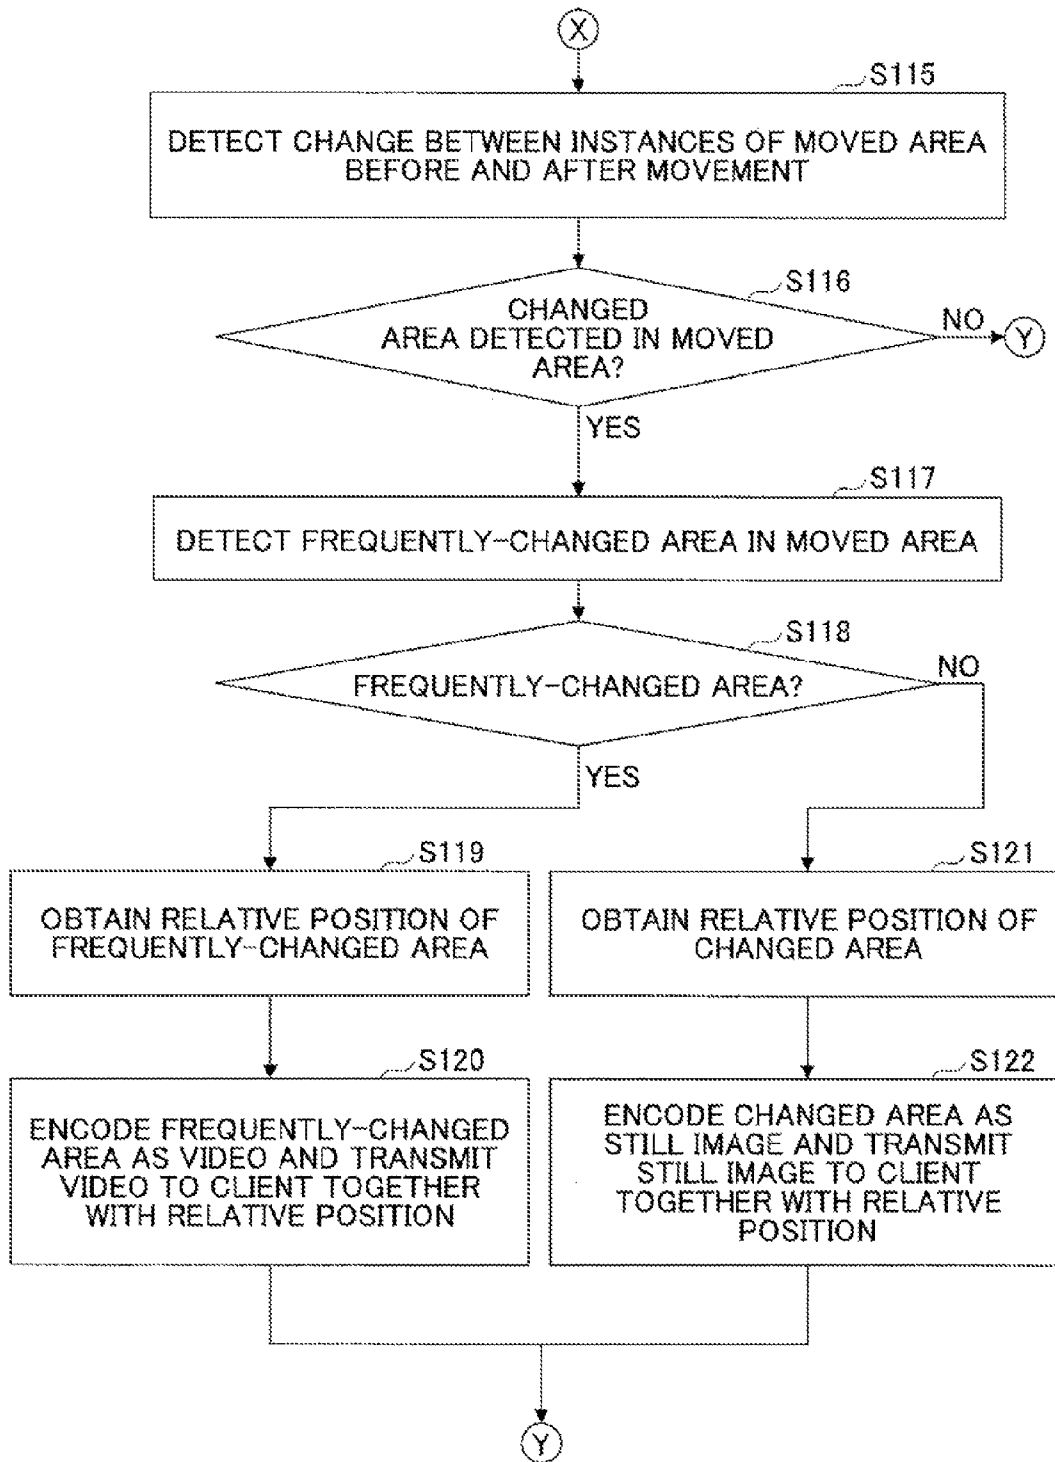 X
S115
DETECT CHANGE BETWEEN INSTANCES OF MOVED AREA
BEFORE AND AFTER MOVEMENT
S116
CHANGED
AREA DETECTED IN MOVED
AREA?
NO
Y
YES
S117
DETECT FREQUENTLY-CHANGED AREA IN MOVED AREA
S118
FREQUENTLY-CHANGED AREA?
NO
YES
S119
OBTAIN RELATIVE POSITION OF
FREQUENTLY-CHANGED AREA
S121
OBTAIN RELATIVE POSITION OF
CHANGED AREA
S120
ENCODE FREQUENTLY-CHANGED
AREA AS VIDEO AND TRANSMIT
VIDEO TO CLIENT TOGETHER
WITH RELATIVE POSITION
S122
ENCODE CHANGED AREA AS
STILL IMAGE AND TRANSMIT
STILL IMAGE TO CLIENT
TOGETHER WITH RELATIVE
POSITION
Y